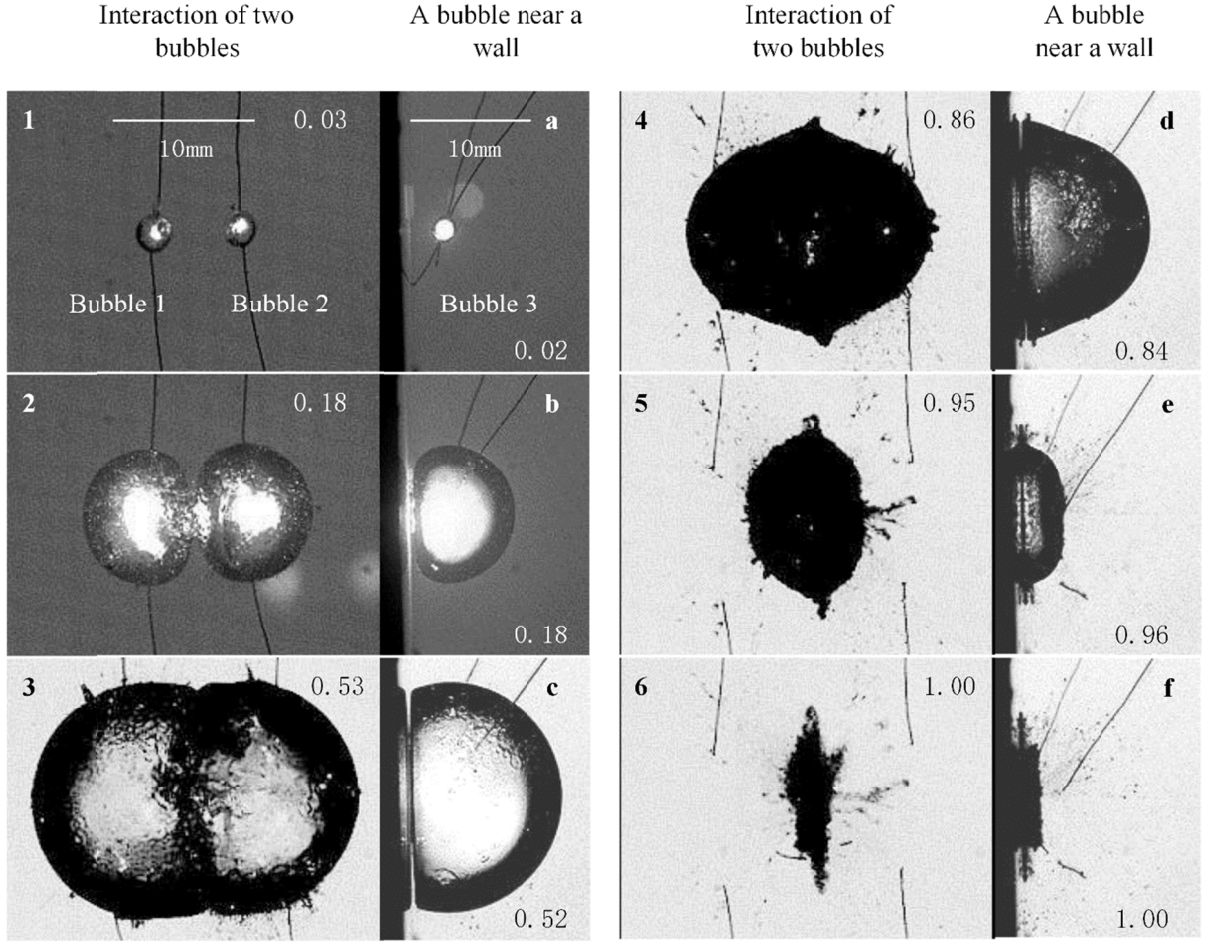 Interaction of two
bubbles
A bubble near a
wall
Interaction of
two bubbles
A bubble
near a wall
1
0.03
10mm
Bubble 1
Bubble 2
a
10mm
Bubble 3
0.02
2
0.18
b
0.18
3
0.53
c
0.52
4
0.86
d
0.84
5
0.95
e
0.96
6
1.00
f
1.00